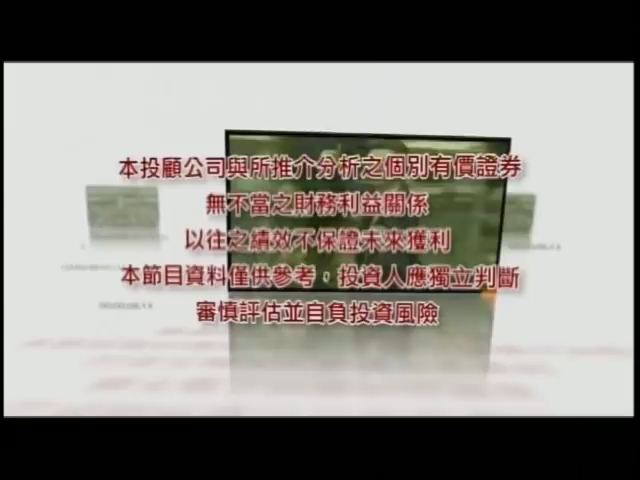 本投顧公司與所推介分析之個別有價證券
無不當之財務利益關係
以往之績效不保證未來獲利
本節目資料僅供參考，投資人應獨立判斷
審慎評估並自負投資風險